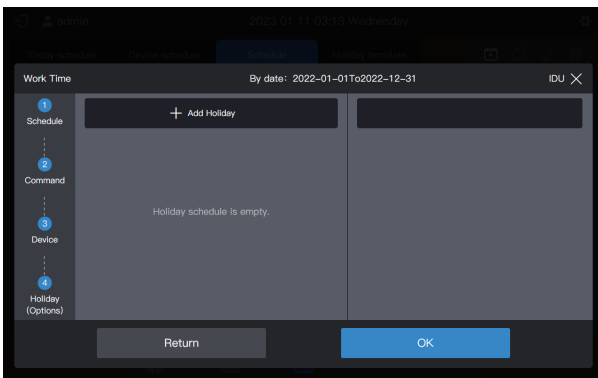 admin
2023 01 11 03:13 Wednesday
Today schedule
Device schedule
Schedule
Holiday template
Work Time
By date: 2022-01-01To2022-12-31
IDU
1
Schedule
+ Add Holiday
2
Command
Holiday schedule is empty.
3
Device
4
Holiday
(Options)
Return
OK